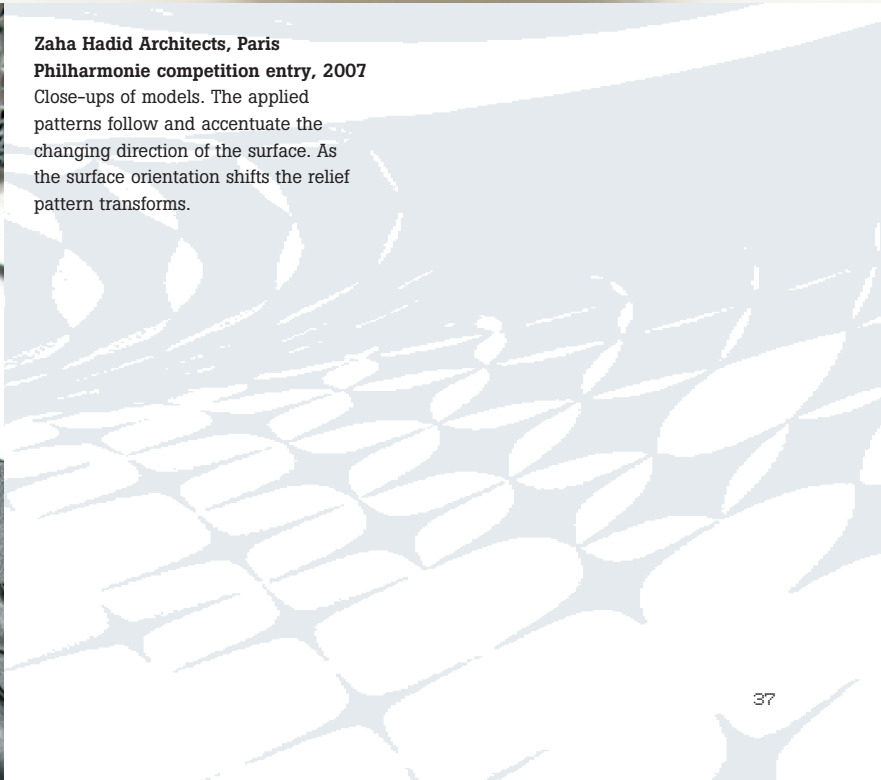 Zaha Hadid Architects, Paris
Philharmonie competition entry, 2007
Close-ups of models. The applied
patterns follow and accentuate the
changing direction of the surface. As
the surface orientation shifts the relief
pattern transforms.
37